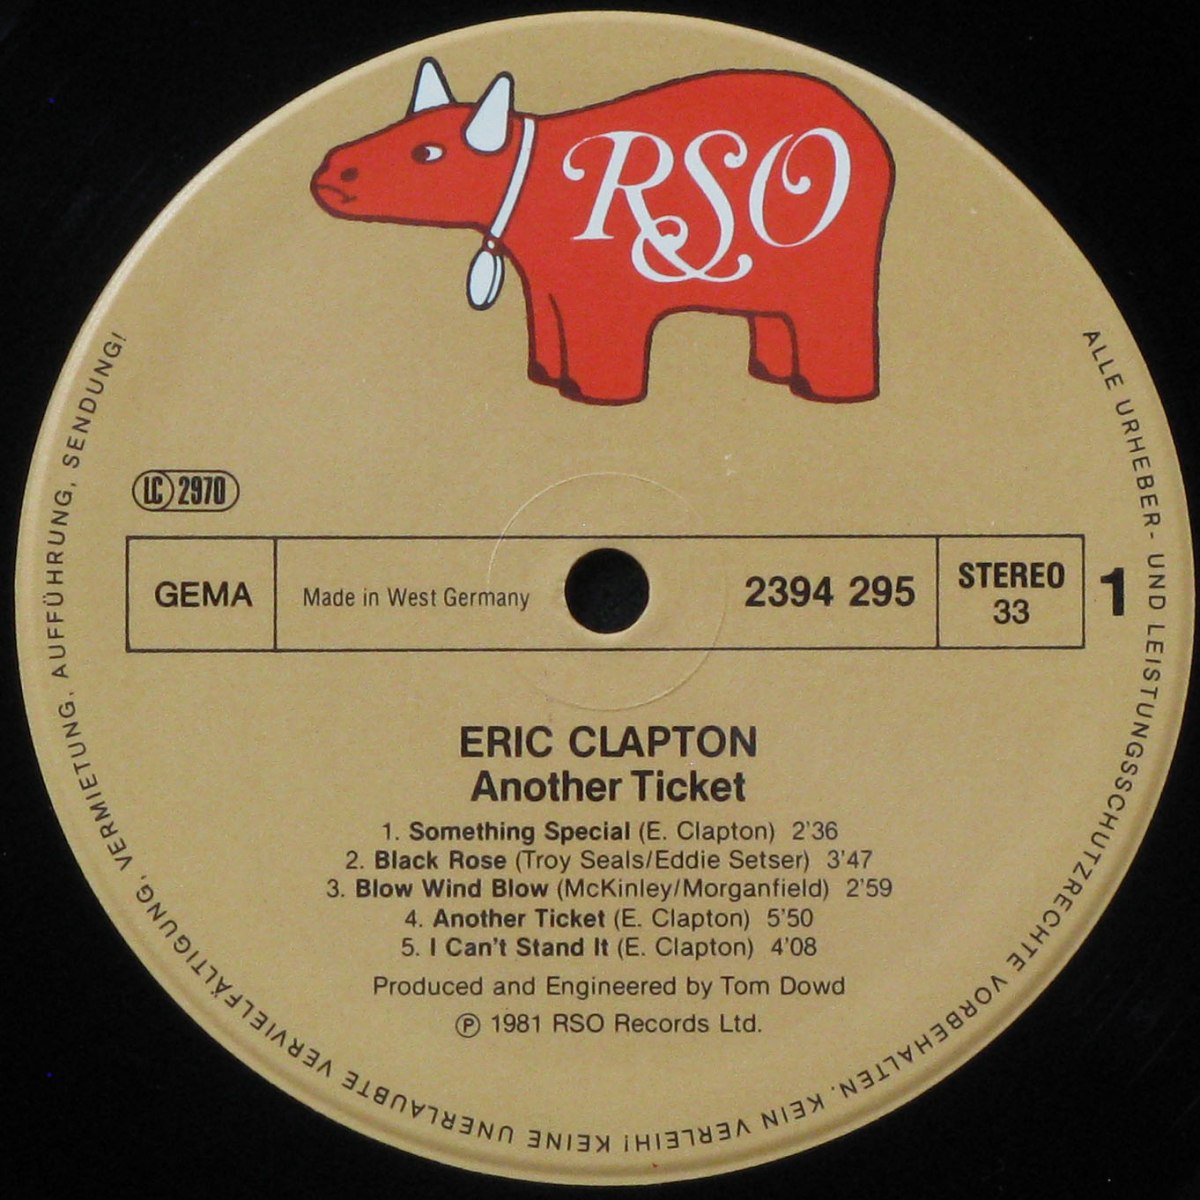 RSO
LC 2970
GEMA
Made in West Germany
2394 295
STEREO
33
1
ERIC CLAPTON
Another Ticket
1. Something Special (E. Clapton) 2'36
2. Black Rose (Troy Seals/Eddie Setser) 3'47
3. Blow Wind Blow (McKinley/Morganfield) 2'59
4. Another Ticket (E. Clapton) 5'50
5. I Can't Stand It (E. Clapton) 4'08
Produced and Engineered by Tom Dowd
Ⓟ 1981 RSO Records Ltd.
ALLE URHEBER- UND LEISTUNGSSCHUTZRECHTE VORBEHALTEN. KEIN VERLEIH! KEINE UNERLAUBTE VERVIELFÄLTIGUNG, VERMIETUNG, AUFFÜHRUNG, SENDUNG!